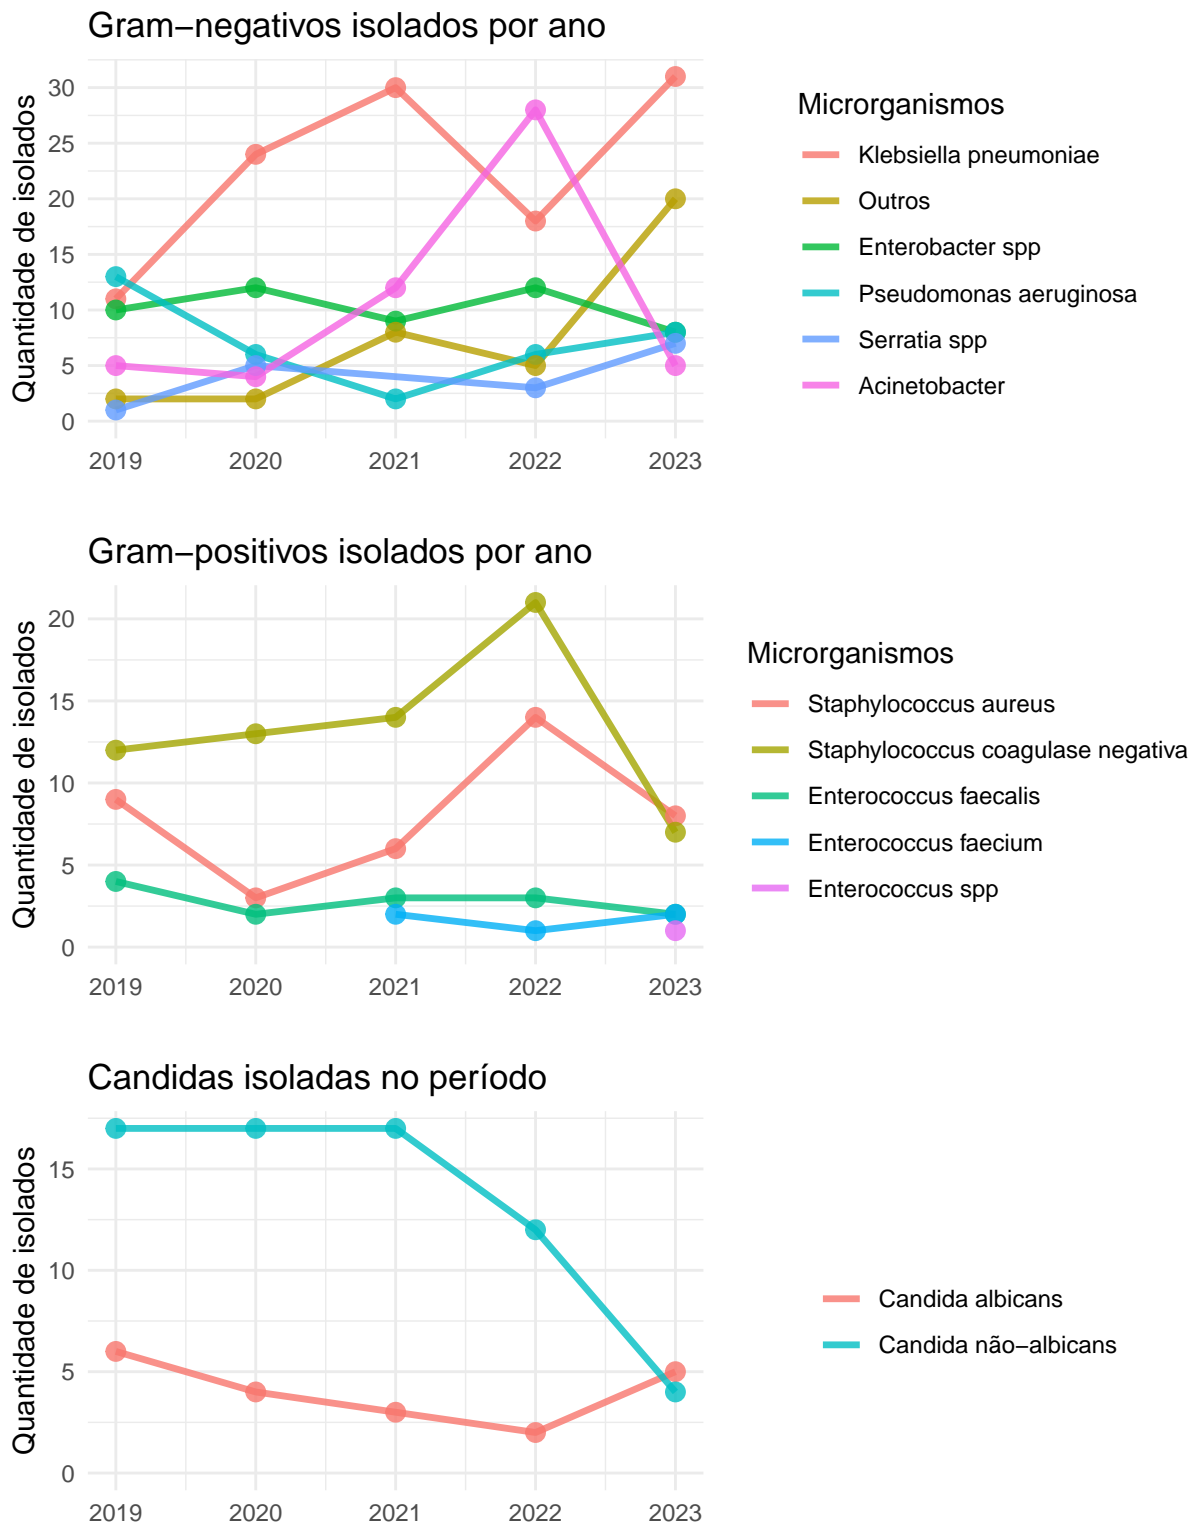 Gram−negativos isolados por ano
Quantidade de isolados
30
25
20
15
10
5
0
2019 2020 2021 2022 2023
Microrganismos
Klebsiella pneumoniae
Outros
Enterobacter spp
Pseudomonas aeruginosa
Serratia spp
Acinetobacter
Gram−positivos isolados por ano
Quantidade de isolados
20
15
10
5
0
2019 2020 2021 2022 2023
Microrganismos
Staphylococcus aureus
Staphylococcus coagulase negativa
Enterococcus faecalis
Enterococcus faecium
Enterococcus spp
Candidas isoladas no período
Quantidade de isolados
15
10
5
0
2019 2020 2021 2022 2023
Candida albicans
Candida não−albicans